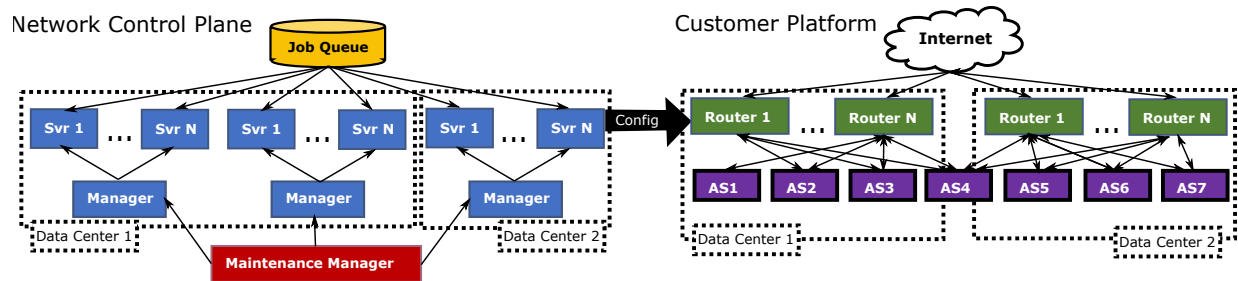 Network Control Plane
Customer Platform
Job Queue
Internet
Svr 1
...
Svr N
Svr 1
...
Svr N
Svr 1
...
Svr N
Config
Router 1
...
Router N
Router 1
...
Router N
Manager
Manager
Manager
AS1
AS2
AS3
AS4
AS5
AS6
AS7
Data Center 1
Data Center 2
Data Center 1
Data Center 2
Maintenance Manager